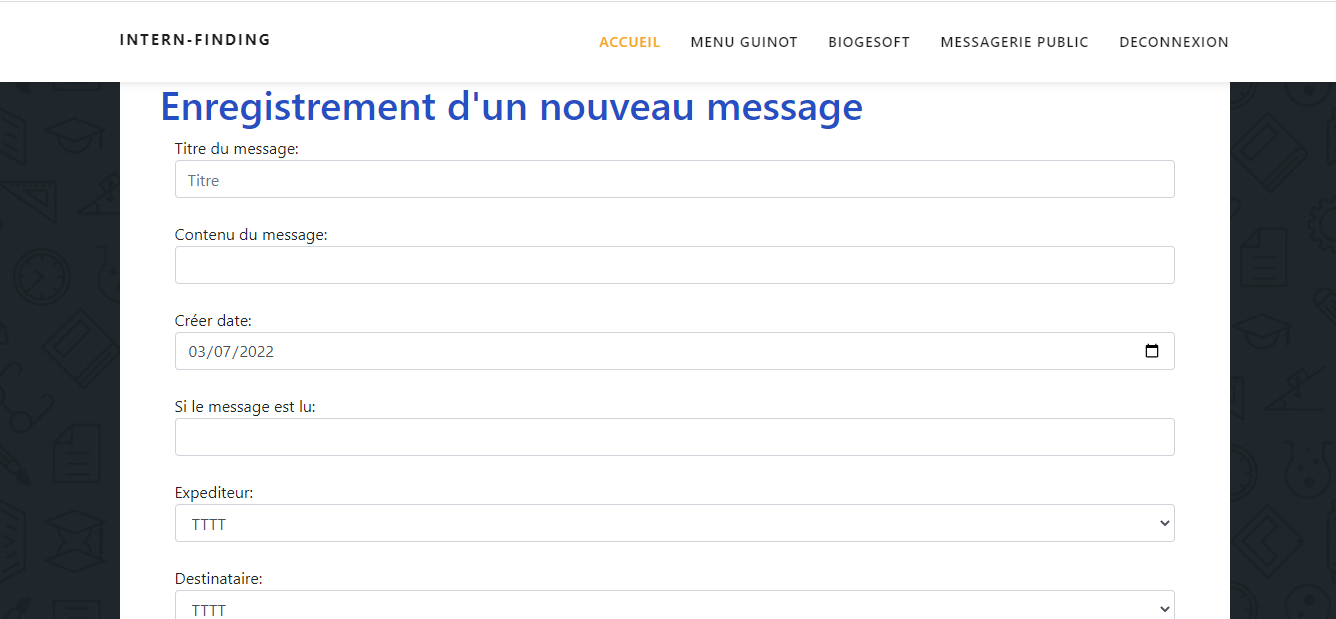 INTERN-FINDING
ACCUEIL MENU GUINOT BIOGESOFT MESSAGERIE PUBLIC DECONNEXION
Enregistrement d'un nouveau message
Titre du message:
Titre
Contenu du message:
Créer date:
03/07/2022
Si le message est lu:
Expediteur:
TTTT
Destinataire:
TTTT